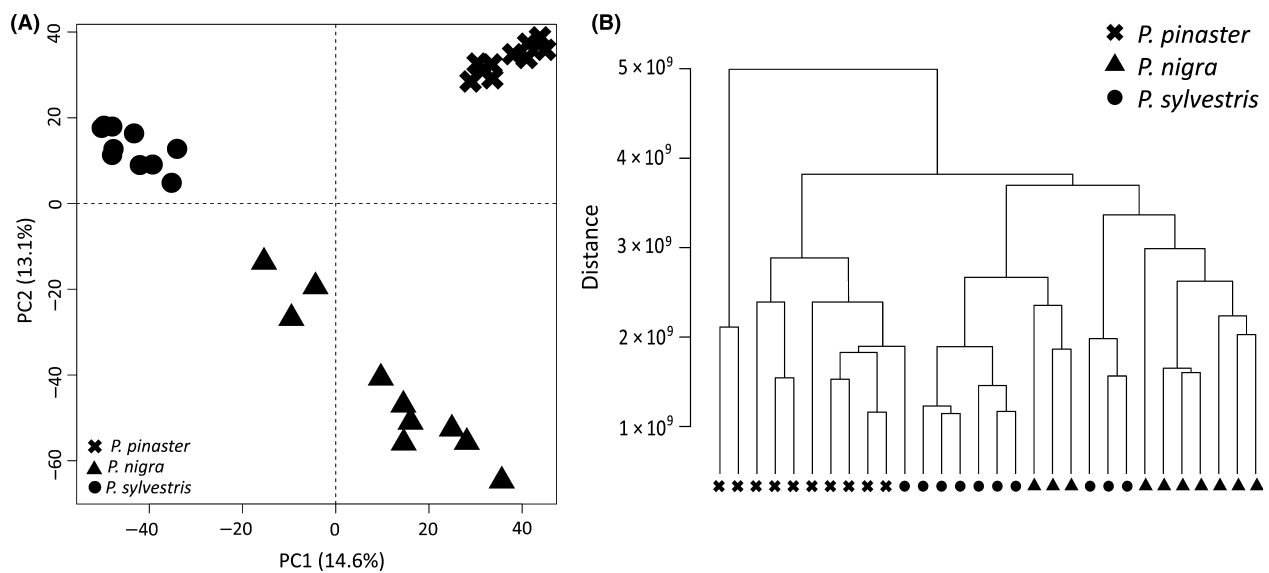 (A)
40
20
0
−20
−40
−60
PC2 (13.1%)
P. pinaster
P. nigra
P. sylvestris
−40
−20
0
20
40
PC1 (14.6%)
(B)
P. pinaster
P. nigra
P. sylvestris
5 × 10⁹
4 × 10⁹
3 × 10⁹
2 × 10⁹
1 × 10⁹
Distance